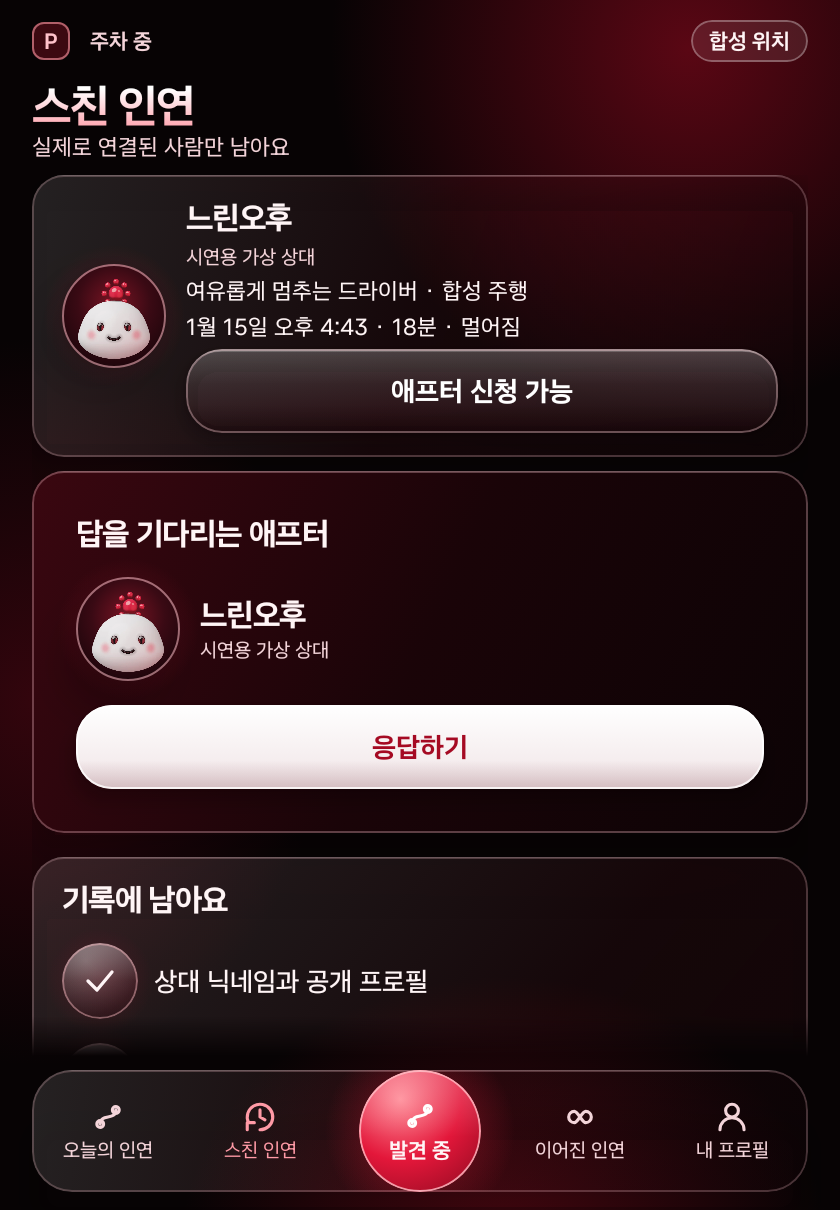 P 주차 중
합성 위치
스친 인연
실제로 연결된 사람만 남아요
느린오후
시연용 가상 상대
여유롭게 멈추는 드라이버 · 합성 주행
1월 15일 오후 4:43 · 18분 · 멀어짐
애프터 신청 가능
답을 기다리는 애프터
느린오후
시연용 가상 상대
응답하기
기록에 남아요
상대 닉네임과 공개 프로필
오늘의 인연
스친 인연
발견 중
이어진 인연
내 프로필